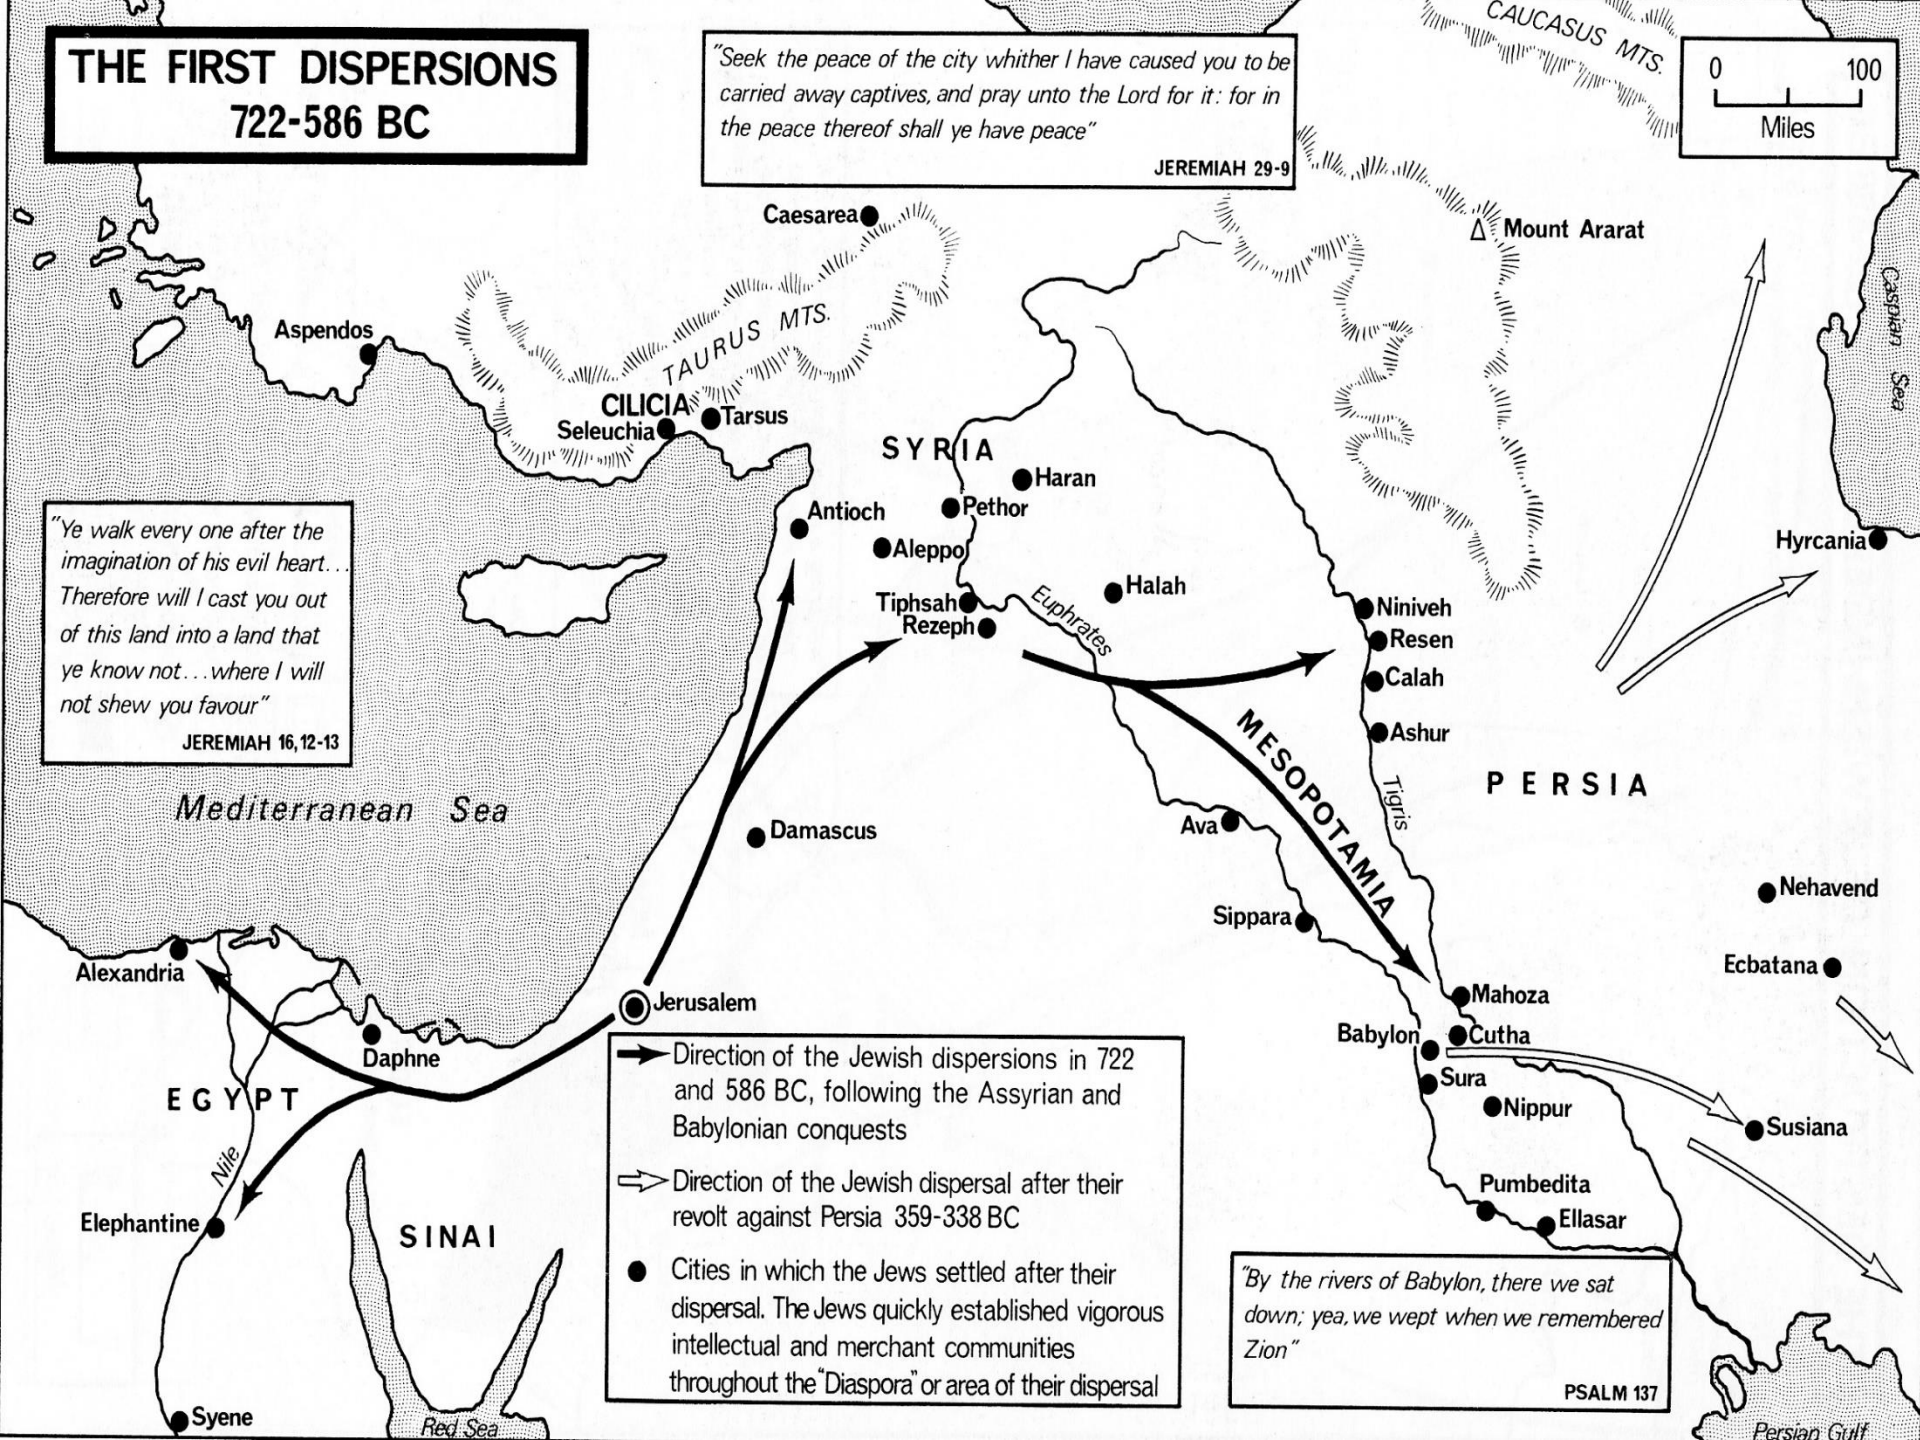 THE FIRST DISPERSIONS
722-586 BC
"Seek the peace of the city whither I have caused you to be
carried away captives, and pray unto the Lord for it: for in
the peace thereof shall ye have peace"
JEREMIAH 29-9
CAUCASUS MTS.
0 100
Miles
Caesarea
Mount Ararat
Caspian Sea
Aspendos
TAURUS MTS.
CILICIA
Tarsus
Seleuchia
SYRIA
Haran
Pethor
Antioch
Aleppo
"Ye walk every one after the
imagination of his evil heart...
Therefore will I cast you out
of this land into a land that
ye know not...where I will
not shew you favour"
JEREMIAH 16,12-13
Hyrcania
Halah
Euphrates
Tiphsah
Rezeph
Niniveh
Resen
Calah
Ashur
MESOPOTAMIA
Tigris
PERSIA
Mediterranean Sea
Damascus
Ava
Nehavend
Sippara
Ecbatana
Alexandria
Jerusalem
Mahoza
Daphne
Babylon
Cutha
Sura
Nippur
Susiana
EGYPT
Nile
Direction of the Jewish dispersions in 722
and 586 BC, following the Assyrian and
Babylonian conquests
Direction of the Jewish dispersal after their
revolt against Persia 359-338 BC
Cities in which the Jews settled after their
dispersal. The Jews quickly established vigorous
intellectual and merchant communities
throughout the "Diaspora" or area of their dispersal
Pumbedita
Ellasar
Elephantine
SINAI
"By the rivers of Babylon, there we sat
down; yea, we wept when we remembered
Zion"
PSALM 137
Syene
Red Sea
Persian Gulf